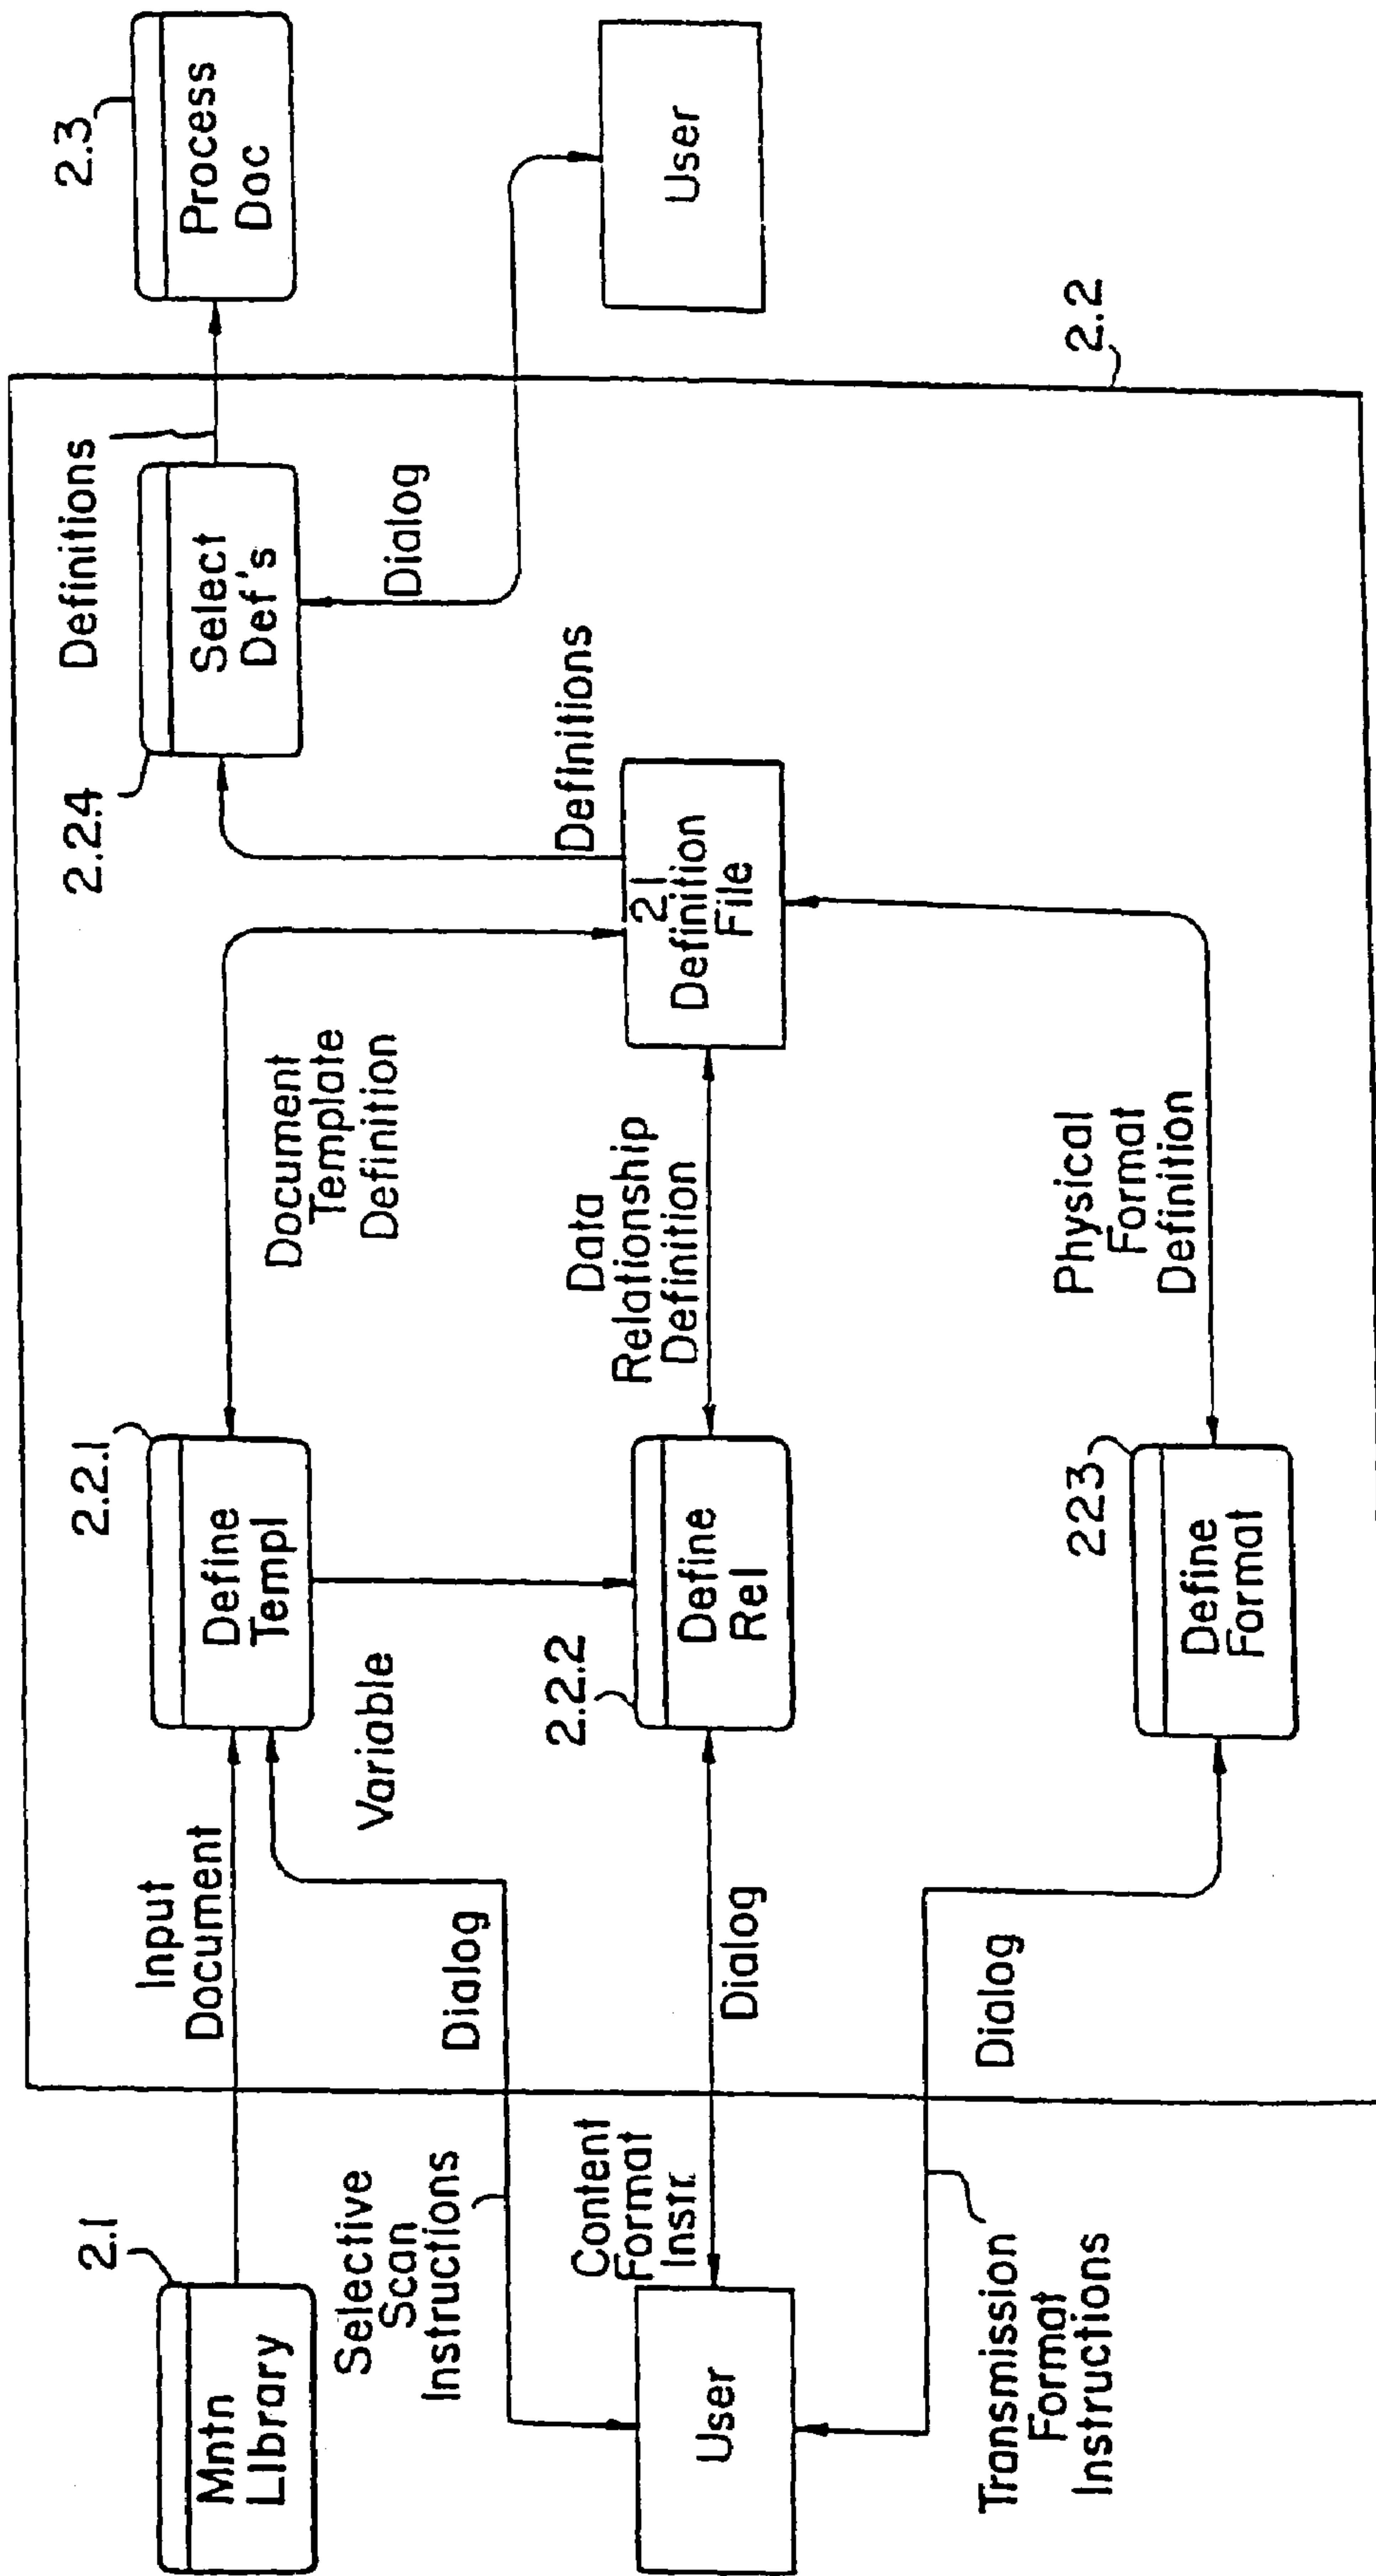 2.1
Mntn
LIbrary
Input
Document
2.2.1
Define
Templ
Document
Template
Definition
2.2.4
Select
Def's
Definitions
2.3
Process
Doc
Selective
Scan
Instructions
Dialog
Variable
Dialog
Content
Format
Instr.
User
Dialog
2.2.2
Define
Rel
Data
Relationship
Definition
Definitions
2.1
Definition
File
User
Transmission
Format
Instructions
Dialog
223
Define
Format
Physical
Format
Definition
2.2